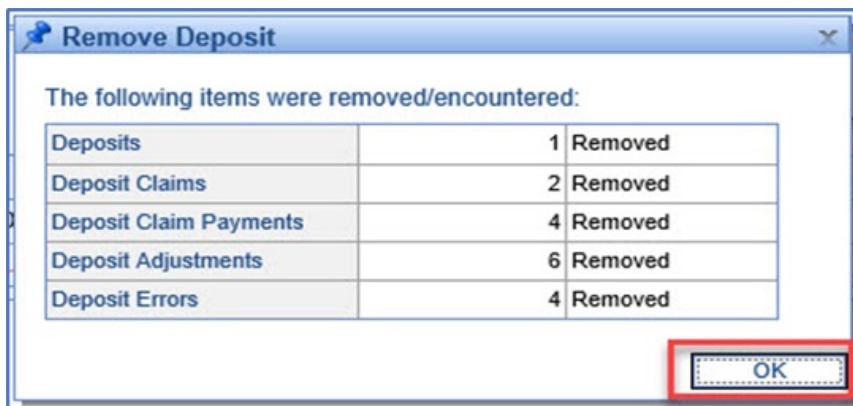 Remove Deposit
The following items were removed/encountered:
Deposits 1 Removed
Deposit Claims 2 Removed
Deposit Claim Payments 4 Removed
Deposit Adjustments 6 Removed
Deposit Errors 4 Removed
OK